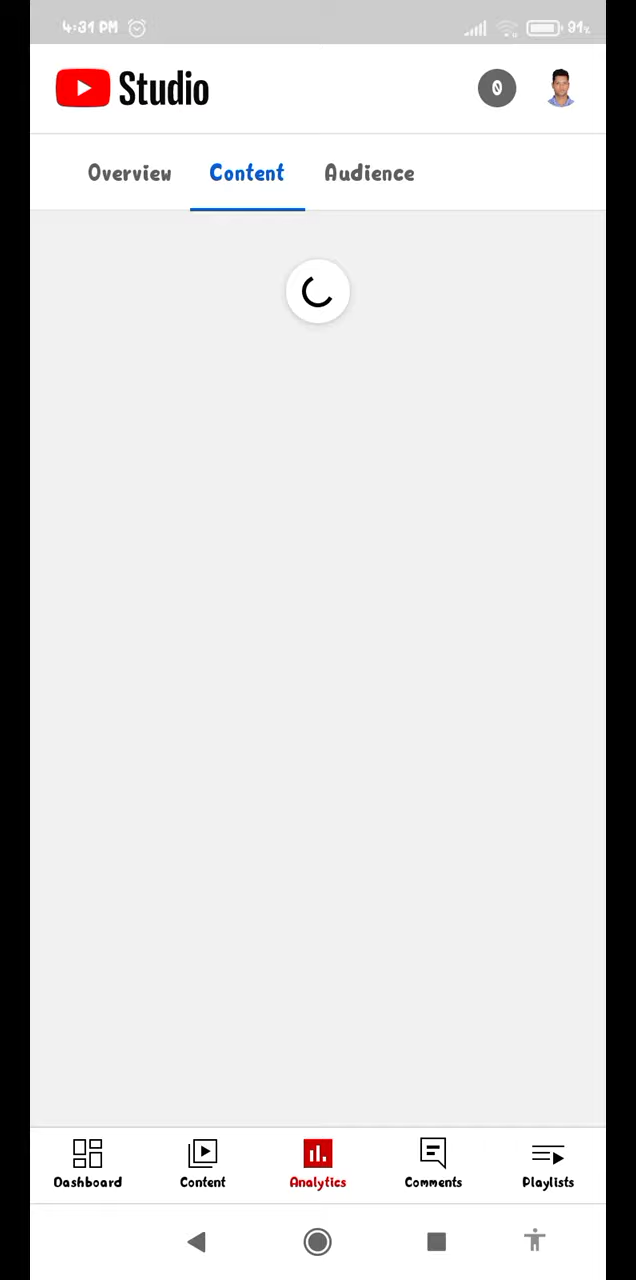 4:31 PM 91%
Studio 0
Overview Content Audience
Dashboard Content Analytics Comments Playlists